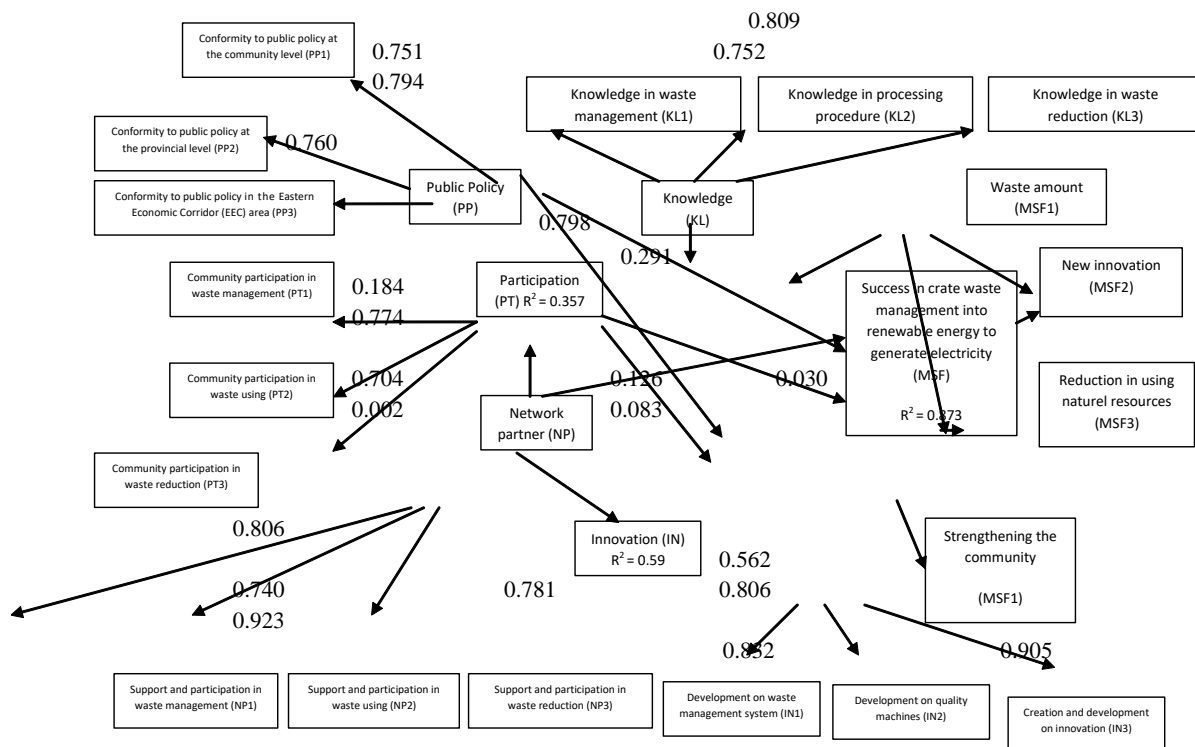 0.809
0.751
0.752
0.794
Conformity to public policy at
the community level (PP1)
Knowledge in waste
management (KL1)
Knowledge in processing
procedure (KL2)
Knowledge in waste
reduction (KL3)
Conformity to public policy at
the provincial level (PP2)
0.760
Conformity to public policy in the Eastern
Economic Corridor (EEC) area (PP3)
Public Policy
(PP)
Knowledge
(KL)
Waste amount
(MSF1)
0.798
0.291
Community participation in
waste management (PT1)
0.184
0.774
Participation
(PT) R² = 0.357
Success in crate waste
management into
renewable energy to
generate electricity
(MSF)
R² = 0.873
New innovation
(MSF2)
Community participation in
waste using (PT2)
0.704
0.002
0.126
0.083
0.030
Network
partner (NP)
Reduction in using
naturel resources
(MSF3)
Community participation in
waste reduction (PT3)
0.806
0.740
0.923
0.781
Innovation (IN)
R² = 0.59
0.562
0.806
Strengthening the
community
(MSF1)
0.832
0.905
Support and participation in
waste management (NP1)
Support and participation in
waste using (NP2)
Support and participation in
waste reduction (NP3)
Development on waste
management system (IN1)
Development on quality
machines (IN2)
Creation and development
on innovation (IN3)